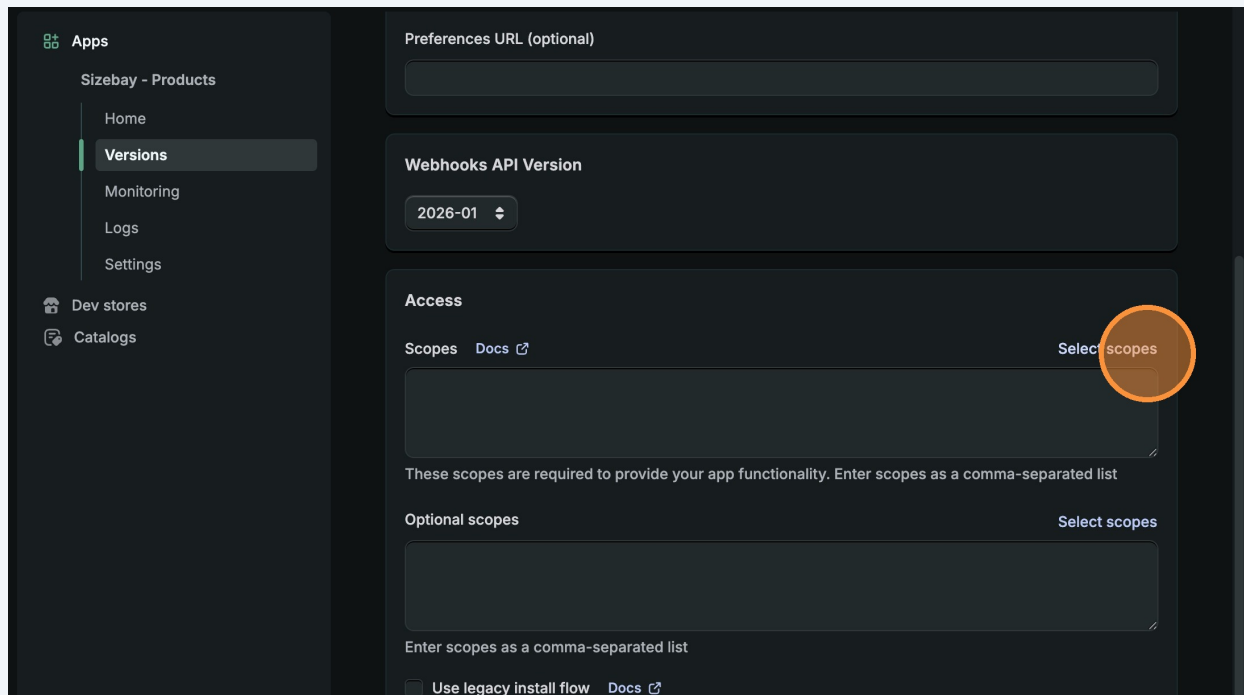 Apps
Sizebay - Products
Home
Versions
Monitoring
Logs
Settings
Dev stores
Catalogs
Preferences URL (optional)
Webhooks API Version
2026-01
Access
Scopes Docs Select scopes
These scopes are required to provide your app functionality. Enter scopes as a comma-separated list
Optional scopes Select scopes
Enter scopes as a comma-separated list
Use legacy install flow Docs